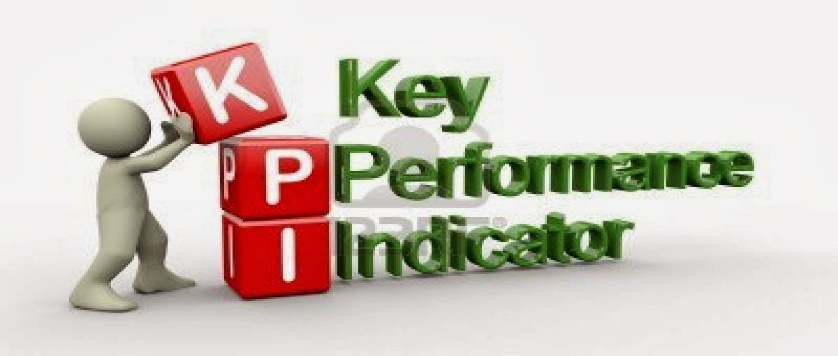 K Key
P Performance
I Indicator